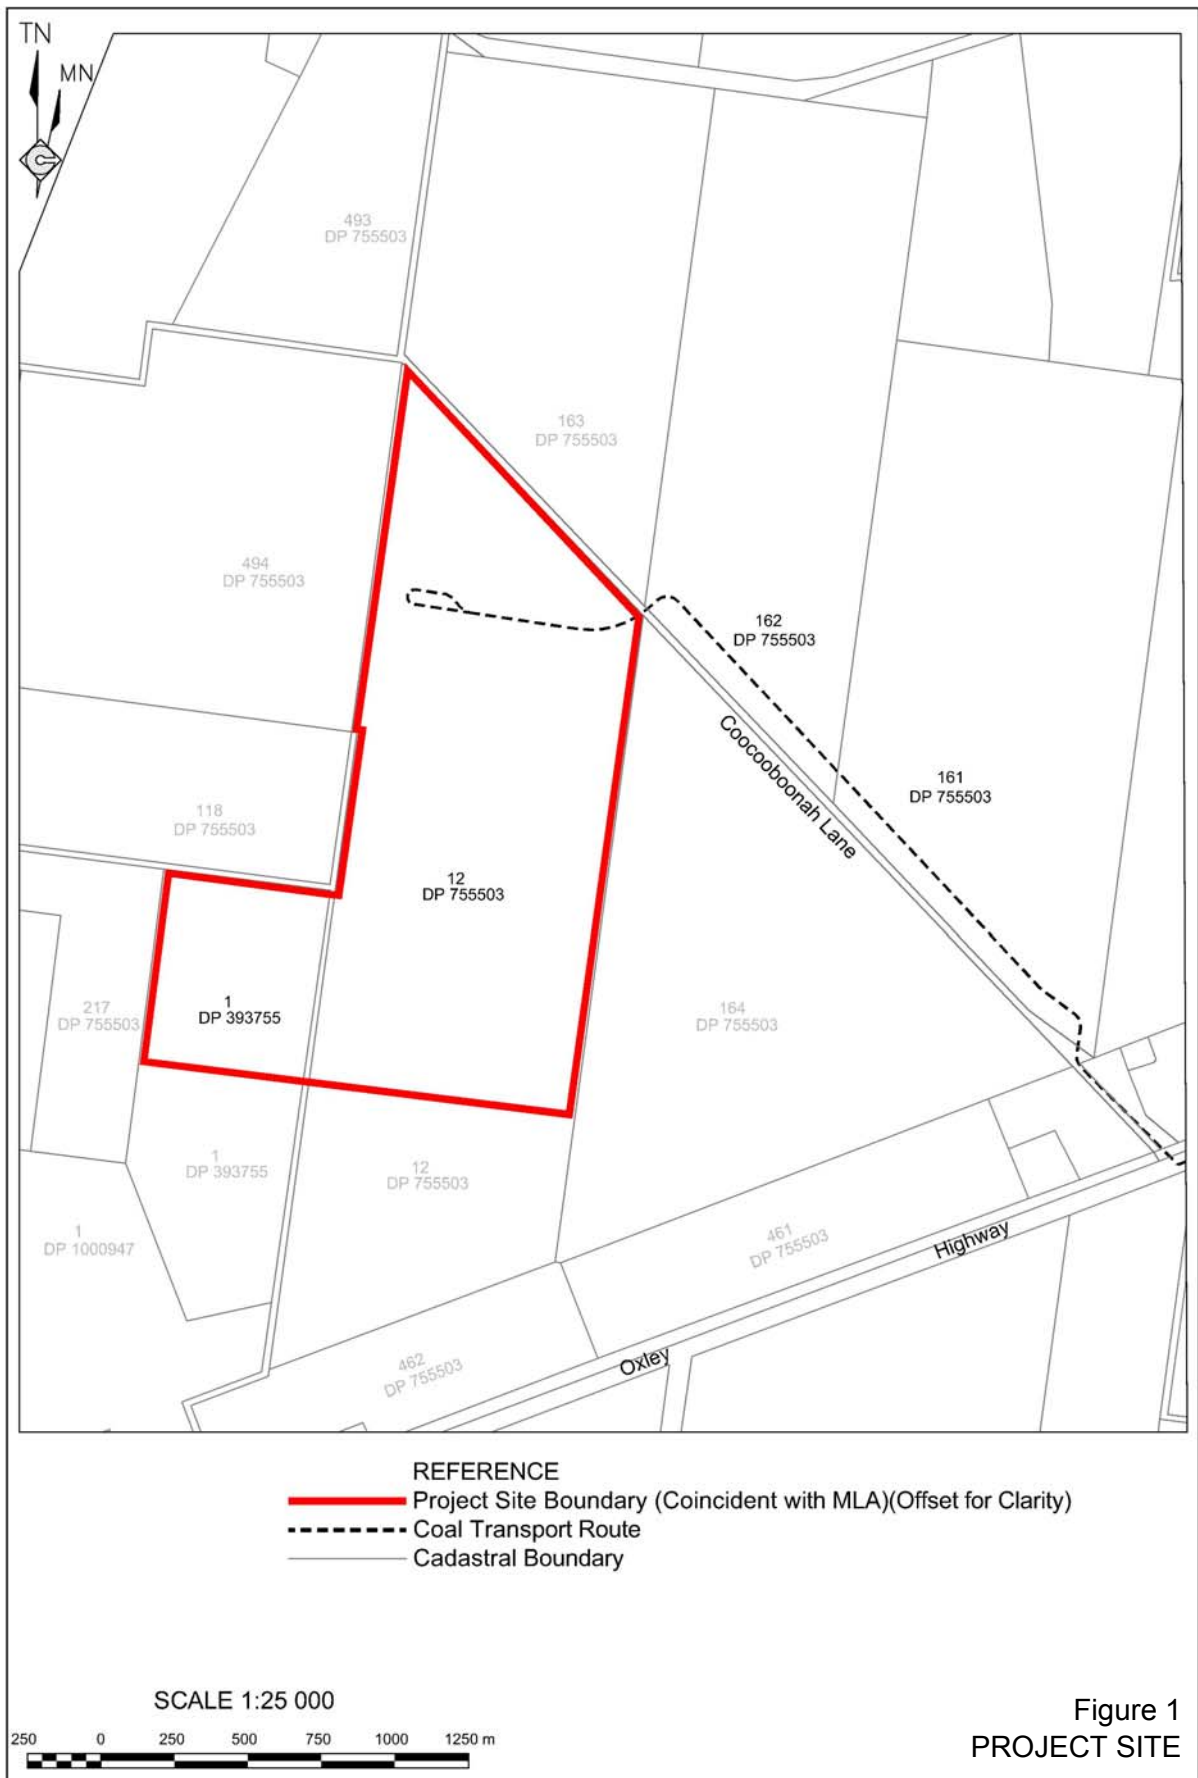 TN
MN
493
DP 755503
163
DP 755503
494
DP 755503
162
DP 755503
Coocooboonah Lane
161
DP 755503
118
DP 755503
12
DP 755503
217
DP 755503
1
DP 393755
164
DP 755503
1
DP 393755
12
DP 755503
1
DP 1000947
461
DP 755503
Highway
Oxley
462
DP 755503
REFERENCE
Project Site Boundary (Coincident with MLA)(Offset for Clarity)
Coal Transport Route
Cadastral Boundary
SCALE 1:25 000
250 0 250 500 750 1000 1250 m
Figure 1
PROJECT SITE